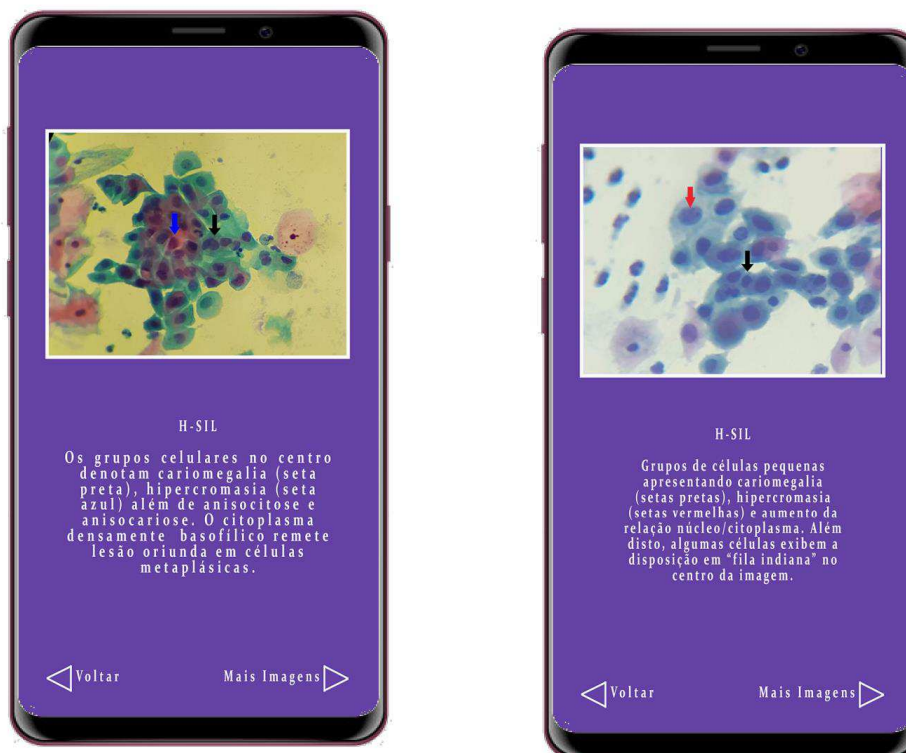 H-SIL
Os grupos celulares no centro
denotam cariomegalia (seta
preta), hipercromasia (seta
azul) além de anisocitose e
anisocariose. O citoplasma
densamente basofílico remete
lesão oriunda em células
metaplásicas.
Voltar
Mais Imagens
H-SIL
Grupos de células pequenas
apresentando cariomegalia
(setas pretas), hipercromasia
(setas vermelhas) e aumento da
relação núcleo/citoplasma. Além
disto, algumas células exibem a
disposição em “fila indiana” no
centro da imagem.
Voltar
Mais Imagens